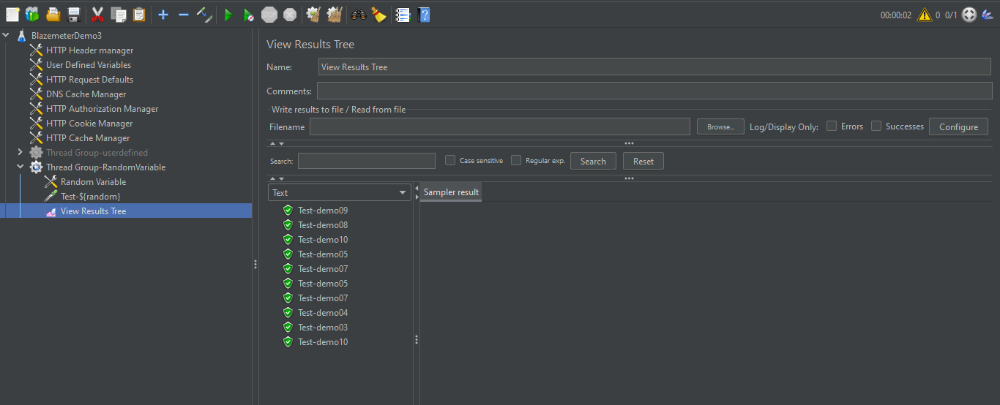 00:00:02 0 0/1
BlazemeterDemo3
HTTP Header manager
User Defined Variables
HTTP Request Defaults
DNS Cache Manager
HTTP Authorization Manager
HTTP Cookie Manager
HTTP Cache Manager
Thread Group-userdefined
Thread Group-RandomVariable
Random Variable
Test-${random}
View Results Tree
View Results Tree
Name: View Results Tree
Comments:
Write results to file / Read from file
Filename Browse... Log/Display Only: Errors Successes Configure
Search: Case sensitive Regular exp. Search Reset
Text
Sampler result
Test-demo09
Test-demo08
Test-demo10
Test-demo05
Test-demo07
Test-demo05
Test-demo07
Test-demo04
Test-demo03
Test-demo10